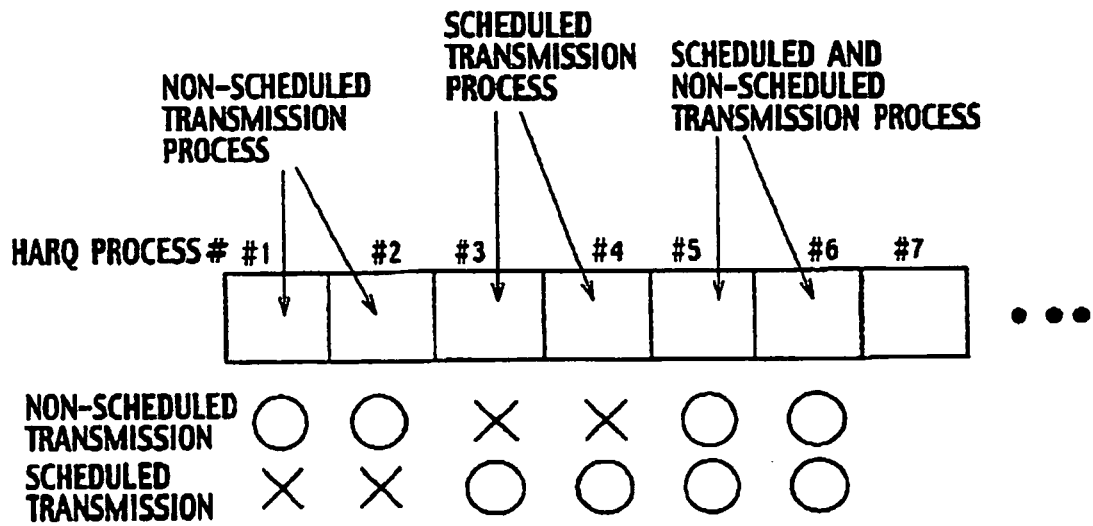 NON-SCHEDULED
TRANSMISSION
PROCESS
SCHEDULED
TRANSMISSION
PROCESS
SCHEDULED AND
NON-SCHEDULED
TRANSMISSION PROCESS
HARQ PROCESS # #1 #2 #3 #4 #5 #6 #7
NON-SCHEDULED
TRANSMISSION
SCHEDULED
TRANSMISSION